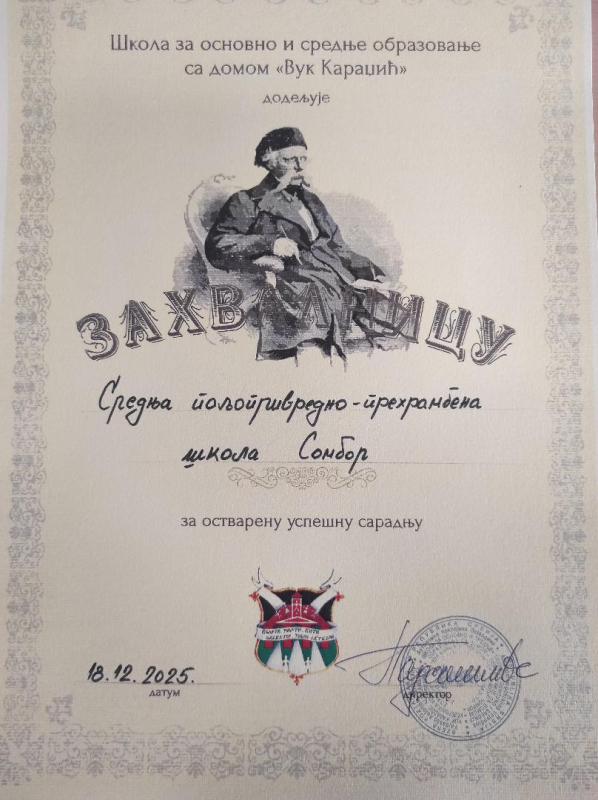 Школа за основно и средње образовање
са домом «Вук Караџић»
додељује
ЗАХВАЛНИЦУ
Средња пољопривредно-прехрамбена
школа Сомбор
за остварену успешну сарадњу
18.12.2025.
датум
директор